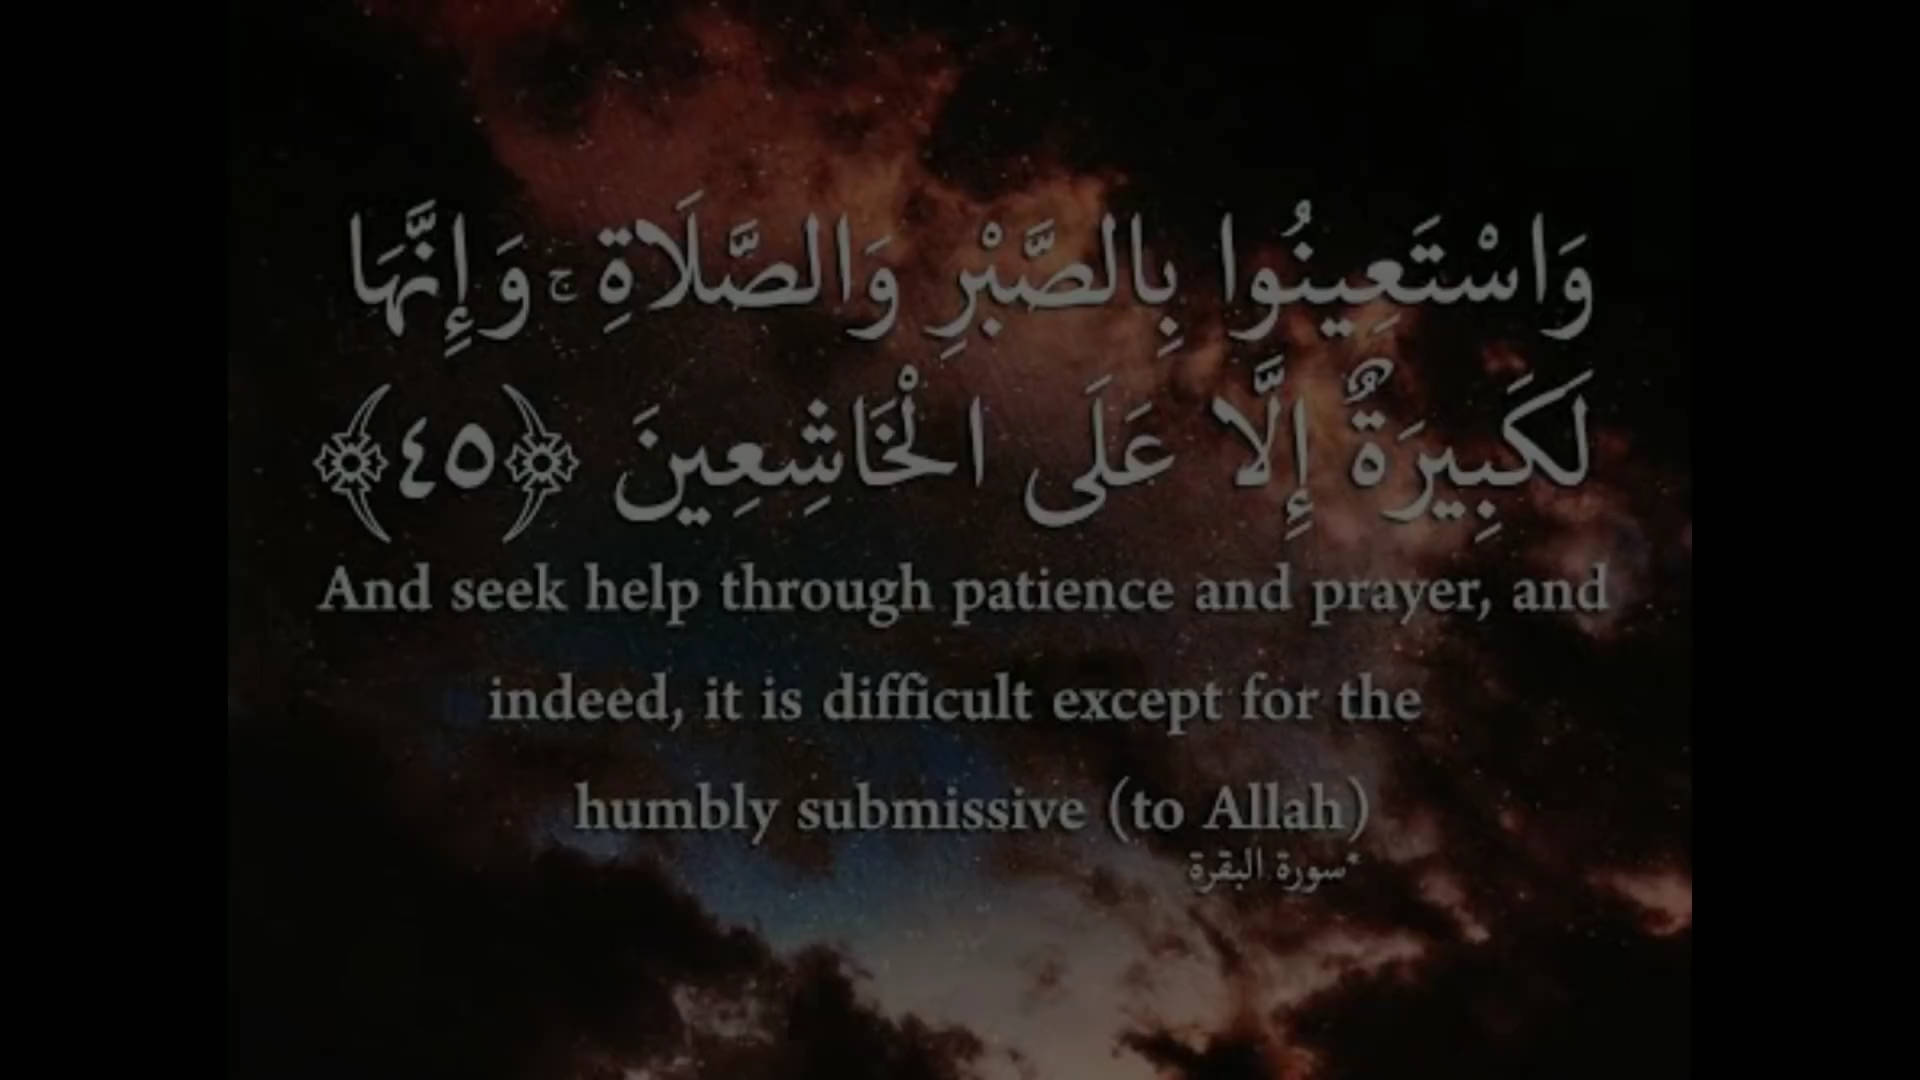 وَاسْتَعِينُوا بِالصَّبْرِ وَالصَّلَاةِ ۚ وَإِنَّهَا
لَكَبِيرَةٌ إِلَّا عَلَى الْخَاشِعِينَ ﴿٤٥﴾
And seek help through patience and prayer, and
indeed, it is difficult except for the
humbly submissive (to Allah)
*سورة البقرة